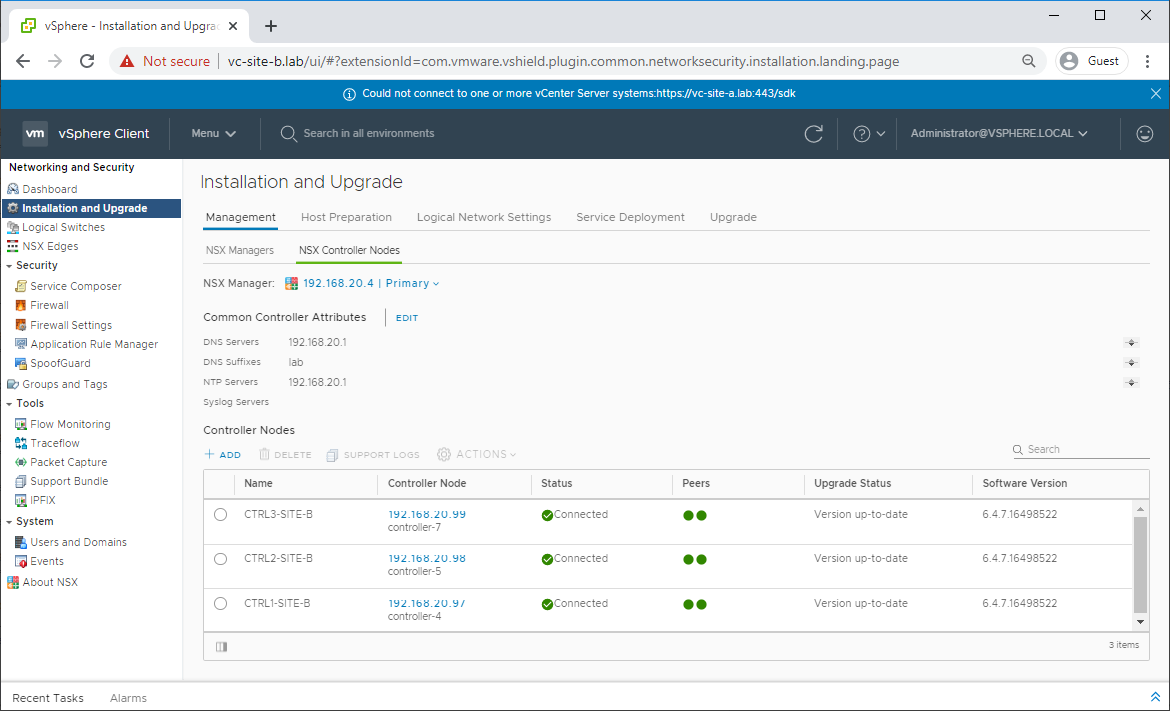 vSphere - Installation and Upgra
Not secure
vc-site-b.lab/ui/#?extensionId=com.vmware.vshield.plugin.common.networksecurity.installation.landing.page
Guest
Could not connect to one or more vCenter Server systems:https://vc-site-a.lab:443/sdk
vm vSphere Client Menu Search in all environments Administrator@VSPHERE.LOCAL
Networking and Security
Dashboard
Installation and Upgrade
Logical Switches
NSX Edges
Security
Service Composer
Firewall
Firewall Settings
Application Rule Manager
SpoofGuard
Groups and Tags
Tools
Flow Monitoring
Traceflow
Packet Capture
Support Bundle
IPFIX
System
Users and Domains
Events
About NSX
Installation and Upgrade
Management Host Preparation Logical Network Settings Service Deployment Upgrade
NSX Managers NSX Controller Nodes
NSX Manager: 192.168.20.4 | Primary
Common Controller Attributes EDIT
DNS Servers 192.168.20.1
DNS Suffixes lab
NTP Servers 192.168.20.1
Syslog Servers
Controller Nodes
+ ADD DELETE SUPPORT LOGS ACTIONS Search
Name Controller Node Status Peers Upgrade Status Software Version
CTRL3-SITE-B 192.168.20.99 Connected Version up-to-date 6.4.7.16498522
controller-7
CTRL2-SITE-B 192.168.20.98 Connected Version up-to-date 6.4.7.16498522
controller-5
CTRL1-SITE-B 192.168.20.97 Connected Version up-to-date 6.4.7.16498522
controller-4
3 items
Recent Tasks Alarms